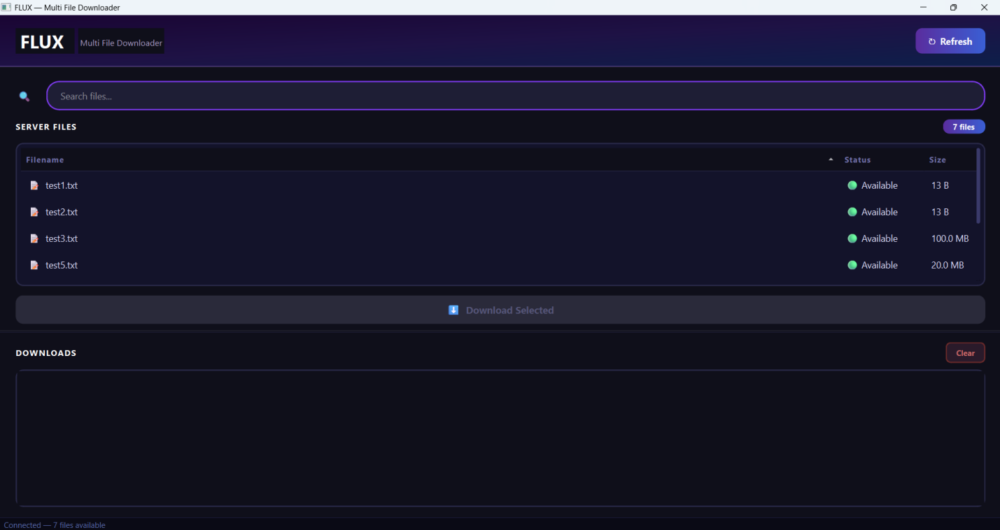 FLUX — Multi File Downloader
FLUX Multi File Downloader
↻ Refresh
Search files...
SERVER FILES
7 files
Filename Status Size
test1.txt Available 13 B
test2.txt Available 13 B
test3.txt Available 100.0 MB
test5.txt Available 20.0 MB
Download Selected
DOWNLOADS
Clear
Connected — 7 files available